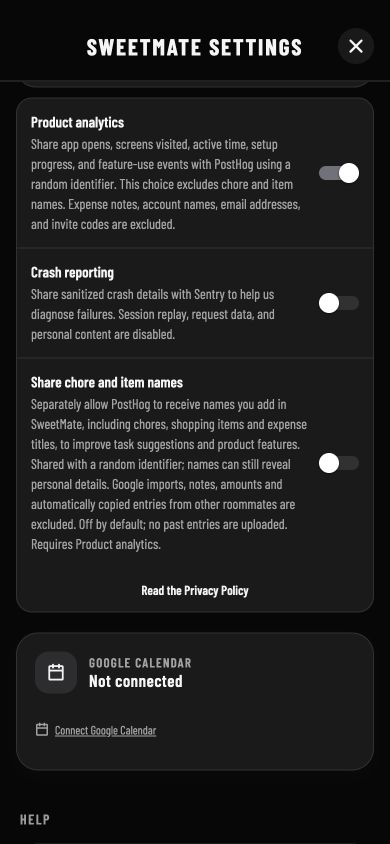 SWEETMATE SETTINGS
Product analytics
Share app opens, screens visited, active time, setup
progress, and feature-use events with PostHog using a
random identifier. This choice excludes chore and item
names. Expense notes, account names, email addresses,
and invite codes are excluded.
Crash reporting
Share sanitized crash details with Sentry to help us
diagnose failures. Session replay, request data, and
personal content are disabled.
Share chore and item names
Separately allow PostHog to receive names you add in
SweetMate, including chores, shopping items and expense
titles, to improve task suggestions and product features.
Shared with a random identifier; names can still reveal
personal details. Google imports, notes, amounts and
automatically copied entries from other roommates are
excluded. Off by default; no past entries are uploaded.
Requires Product analytics.
Read the Privacy Policy
GOOGLE CALENDAR
Not connected
Connect Google Calendar
HELP